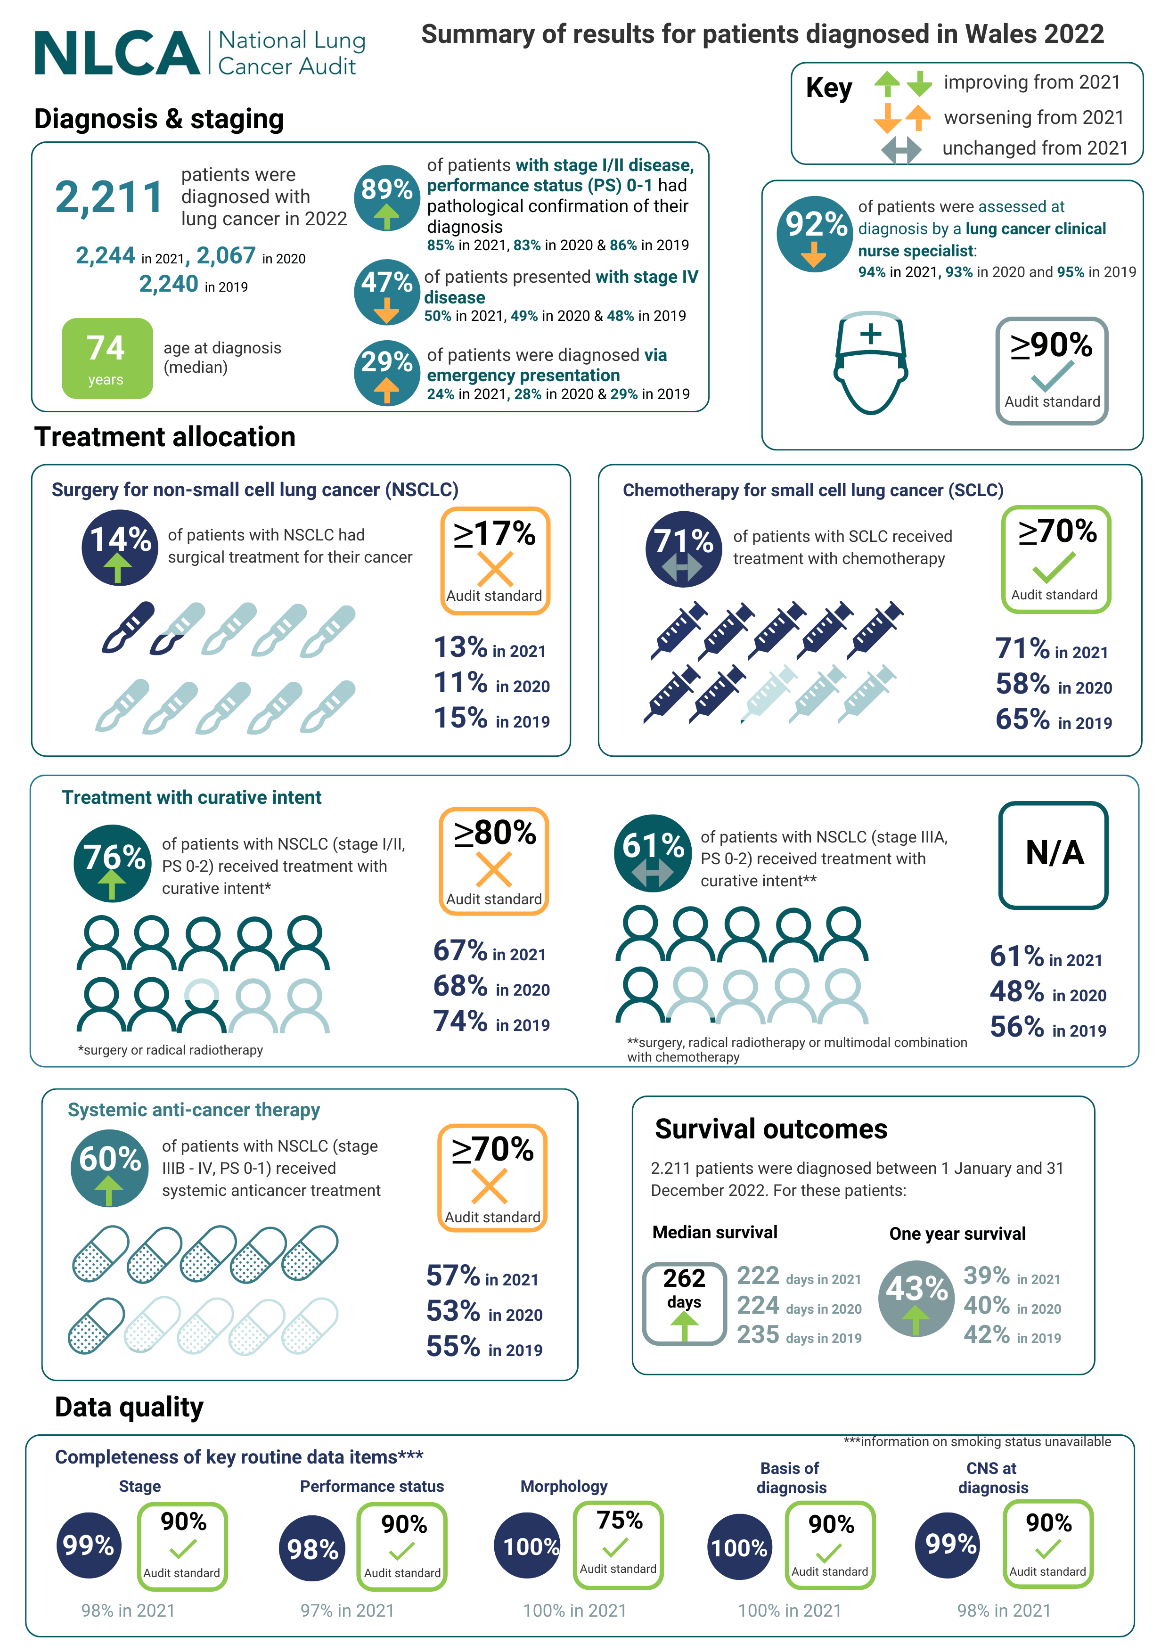 NLCA National Lung
Cancer Audit
Summary of results for patients diagnosed in Wales 2022
Key
improving from 2021
worsening from 2021
unchanged from 2021
Diagnosis & staging
2,211 patients were
diagnosed with
lung cancer in 2022
2,244 in 2021, 2,067 in 2020
2,240 in 2019
74
years
age at diagnosis
(median)
89%
of patients with stage I/II disease,
performance status (PS) 0-1 had
pathological confirmation of their
diagnosis
85% in 2021, 83% in 2020 & 86% in 2019
47%
of patients presented with stage IV
disease
50% in 2021, 49% in 2020 & 48% in 2019
29%
of patients were diagnosed via
emergency presentation
24% in 2021, 28% in 2020 & 29% in 2019
92%
of patients were assessed at
diagnosis by a lung cancer clinical
nurse specialist:
94% in 2021, 93% in 2020 and 95% in 2019
≥90%
Audit standard
Treatment allocation
Surgery for non-small cell lung cancer (NSCLC)
14%
of patients with NSCLC had
surgical treatment for their cancer
≥17%
Audit standard
13% in 2021
11% in 2020
15% in 2019
Chemotherapy for small cell lung cancer (SCLC)
71%
of patients with SCLC received
treatment with chemotherapy
≥70%
Audit standard
71% in 2021
58% in 2020
65% in 2019
Treatment with curative intent
76%
of patients with NSCLC (stage I/II,
PS 0-2) received treatment with
curative intent*
≥80%
Audit standard
67% in 2021
68% in 2020
74% in 2019
*surgery or radical radiotherapy
61%
of patients with NSCLC (stage IIIA,
PS 0-2) received treatment with
curative intent**
N/A
61% in 2021
48% in 2020
56% in 2019
**surgery, radical radiotherapy or multimodal combination
with chemotherapy
Systemic anti-cancer therapy
60%
of patients with NSCLC (stage
IIIB - IV, PS 0-1) received
systemic anticancer treatment
≥70%
Audit standard
57% in 2021
53% in 2020
55% in 2019
Survival outcomes
2.211 patients were diagnosed between 1 January and 31
December 2022. For these patients:
Median survival
262
days
222 days in 2021
224 days in 2020
235 days in 2019
One year survival
43%
39% in 2021
40% in 2020
42% in 2019
Data quality
***information on smoking status unavailable
Completeness of key routine data items***
Stage
99%
90%
Audit standard
98% in 2021
Performance status
98%
90%
Audit standard
97% in 2021
Morphology
100%
75%
Audit standard
100% in 2021
Basis of
diagnosis
100%
90%
Audit standard
100% in 2021
CNS at
diagnosis
99%
90%
Audit standard
98% in 2021